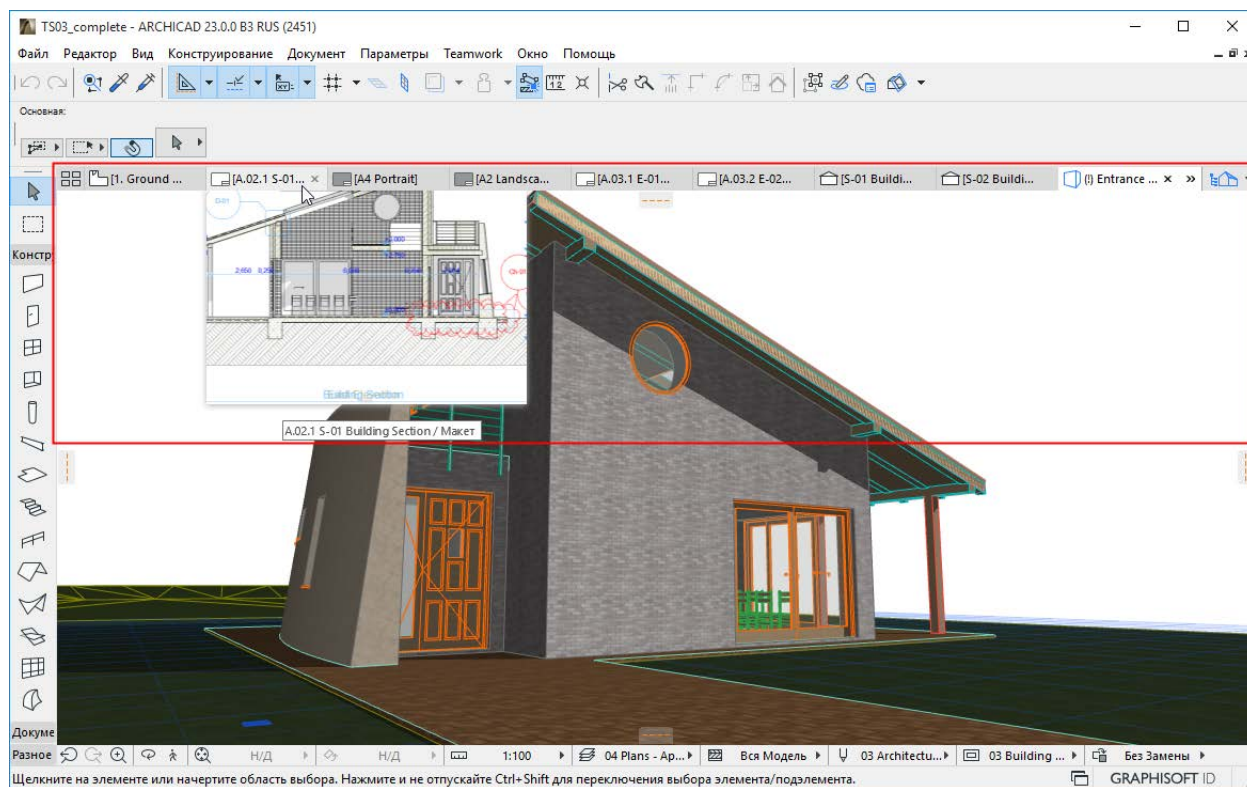 TS03_complete - ARCHICAD 23.0.0 B3 RUS (2451)
Файл Редактор Вид Конструирование Документ Параметры Teamwork Окно Помощь
Основная:
[1. Ground ... [A.02.1 S-01... [A4 Portrait] [A2 Landsca... [A.03.1 E-01... [A.03.2 E-02... [S-01 Buildi... [S-02 Buildi... (!) Entrance ...
Констр
Building Section
A.02.1 S-01 Building Section / Макет
Докуме
Разное Н/Д Н/Д 1:100 04 Plans - Ap... Вся Модель 03 Architectu... 03 Building ... Без Замены
Щелкните на элементе или начертите область выбора. Нажмите и не отпускайте Ctrl+Shift для переключения выбора элемента/подэлемента. GRAPHISOFT ID